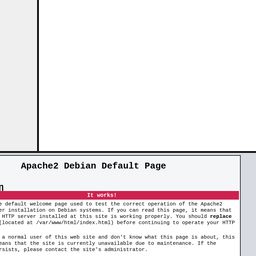 Apache2 Debian Default Page
It works!
default welcome page used to test the correct operation of the Apache2
installation on Debian systems. If you can read this page, it means that
HTTP server installed at this site is working properly. You should replace
(located at /var/www/html/index.html) before continuing to operate your HTTP
a normal user of this web site and don't know what this page is about, this
means that the site is currently unavailable due to maintenance. If the
please contact the site's administrator.